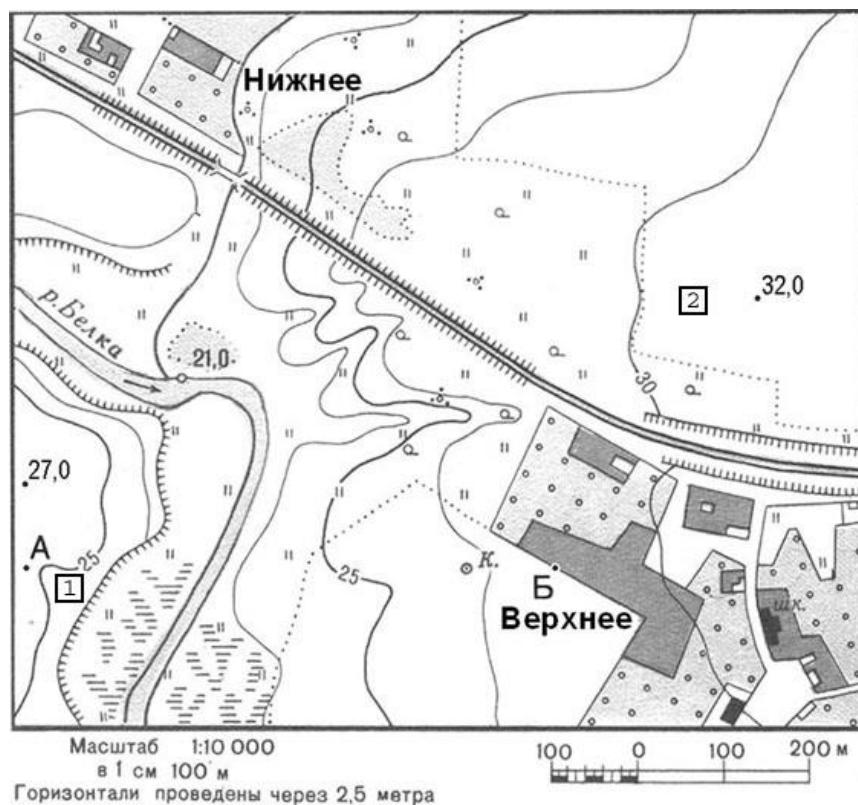 Нижнее
р. Белка
21,0
2
32,0
30
27,0
А
25
1
25
К.
Б
Верхнее
шк.
Масштаб 1:10 000
в 1 см 100 м
Горизонтали проведены через 2,5 метра
100 0 100 200 м